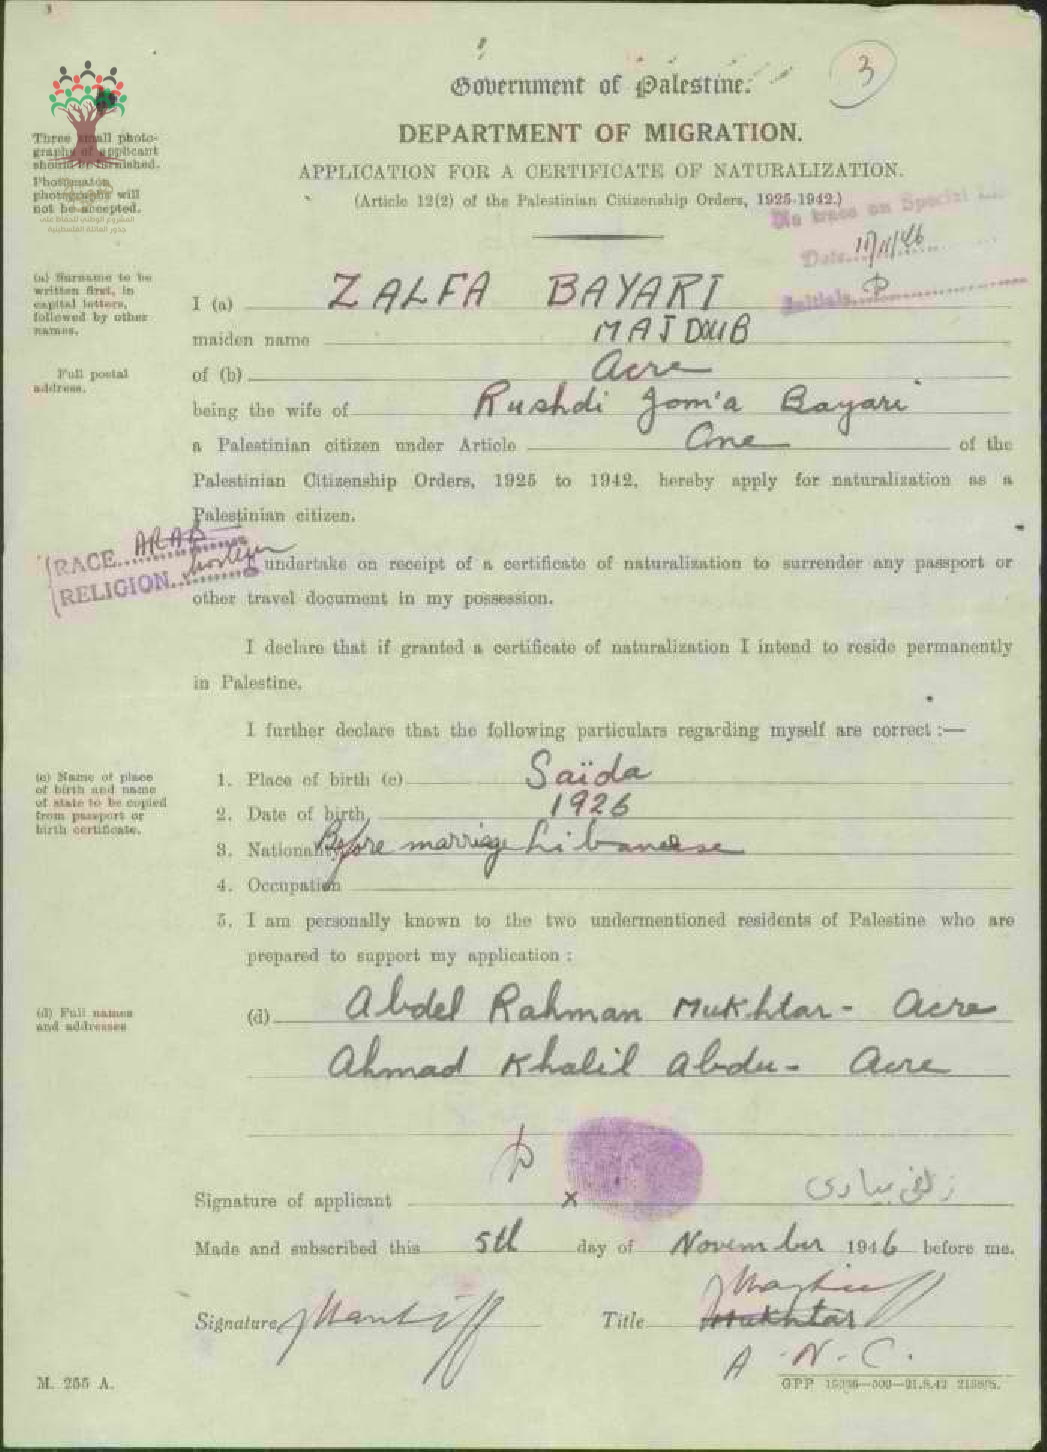 3
Government of Palestine.
DEPARTMENT OF MIGRATION.
APPLICATION FOR A CERTIFICATE OF NATURALIZATION.
(Article 12(2) of the Palestinian Citizenship Orders, 1925-1942.)
Three small photo-
graphs of applicant
should be furnished.
Photomaton
photographs will
not be accepted.
No trace on Special
Date 11/11/46
Initials
(a) Surname to be
written first, in
capital letters,
followed by other
names.
I (a) ZALFA BAYARI
maiden name MAJDOUB
Full postal
address.
of (b) Acre
being the wife of Rushdi Jom'a Bayari
a Palestinian citizen under Article One of the
Palestinian Citizenship Orders, 1925 to 1942, hereby apply for naturalization as a
Palestinian citizen.
RACE ARAB
RELIGION Moslem
undertake on receipt of a certificate of naturalization to surrender any passport or
other travel document in my possession.
I declare that if granted a certificate of naturalization I intend to reside permanently
in Palestine.
I further declare that the following particulars regarding myself are correct :—
(c) Name of place
of birth and name
of state to be copied
from passport or
birth certificate.
1. Place of birth (c) Saïda
2. Date of birth 1926
3. Nationality Before marriage Libanese
4. Occupation
5. I am personally known to the two undermentioned residents of Palestine who are
prepared to support my application :
(d) Full names
and addresses
(d) Abdel Rahman Mukhtar - Acre
Ahmad Khalil Abdu - Acre
Signature of applicant x زلفى بيارى
Made and subscribed this 5th day of November 1946 before me.
Signature Title Mukhtar
A. N. C.
M. 255 A.